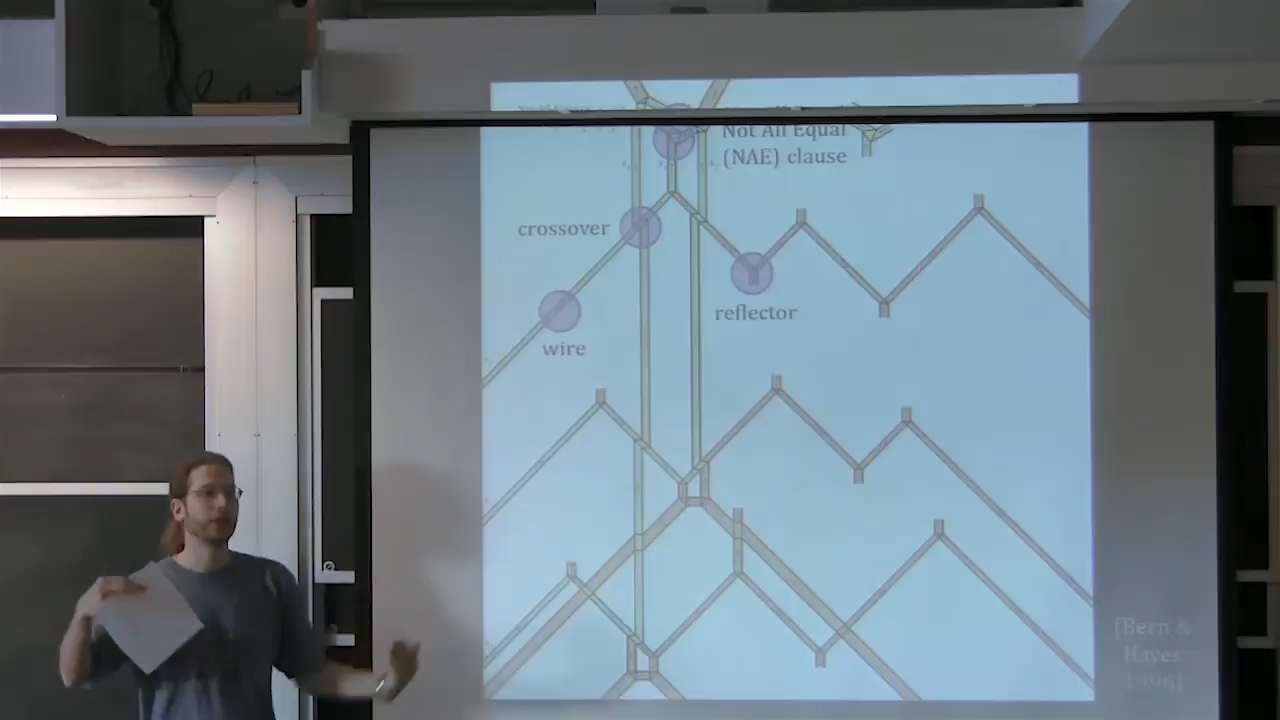 Not All Equal
(NAE) clause
crossover
reflector
wire
[Bern &
Hayes
1996]